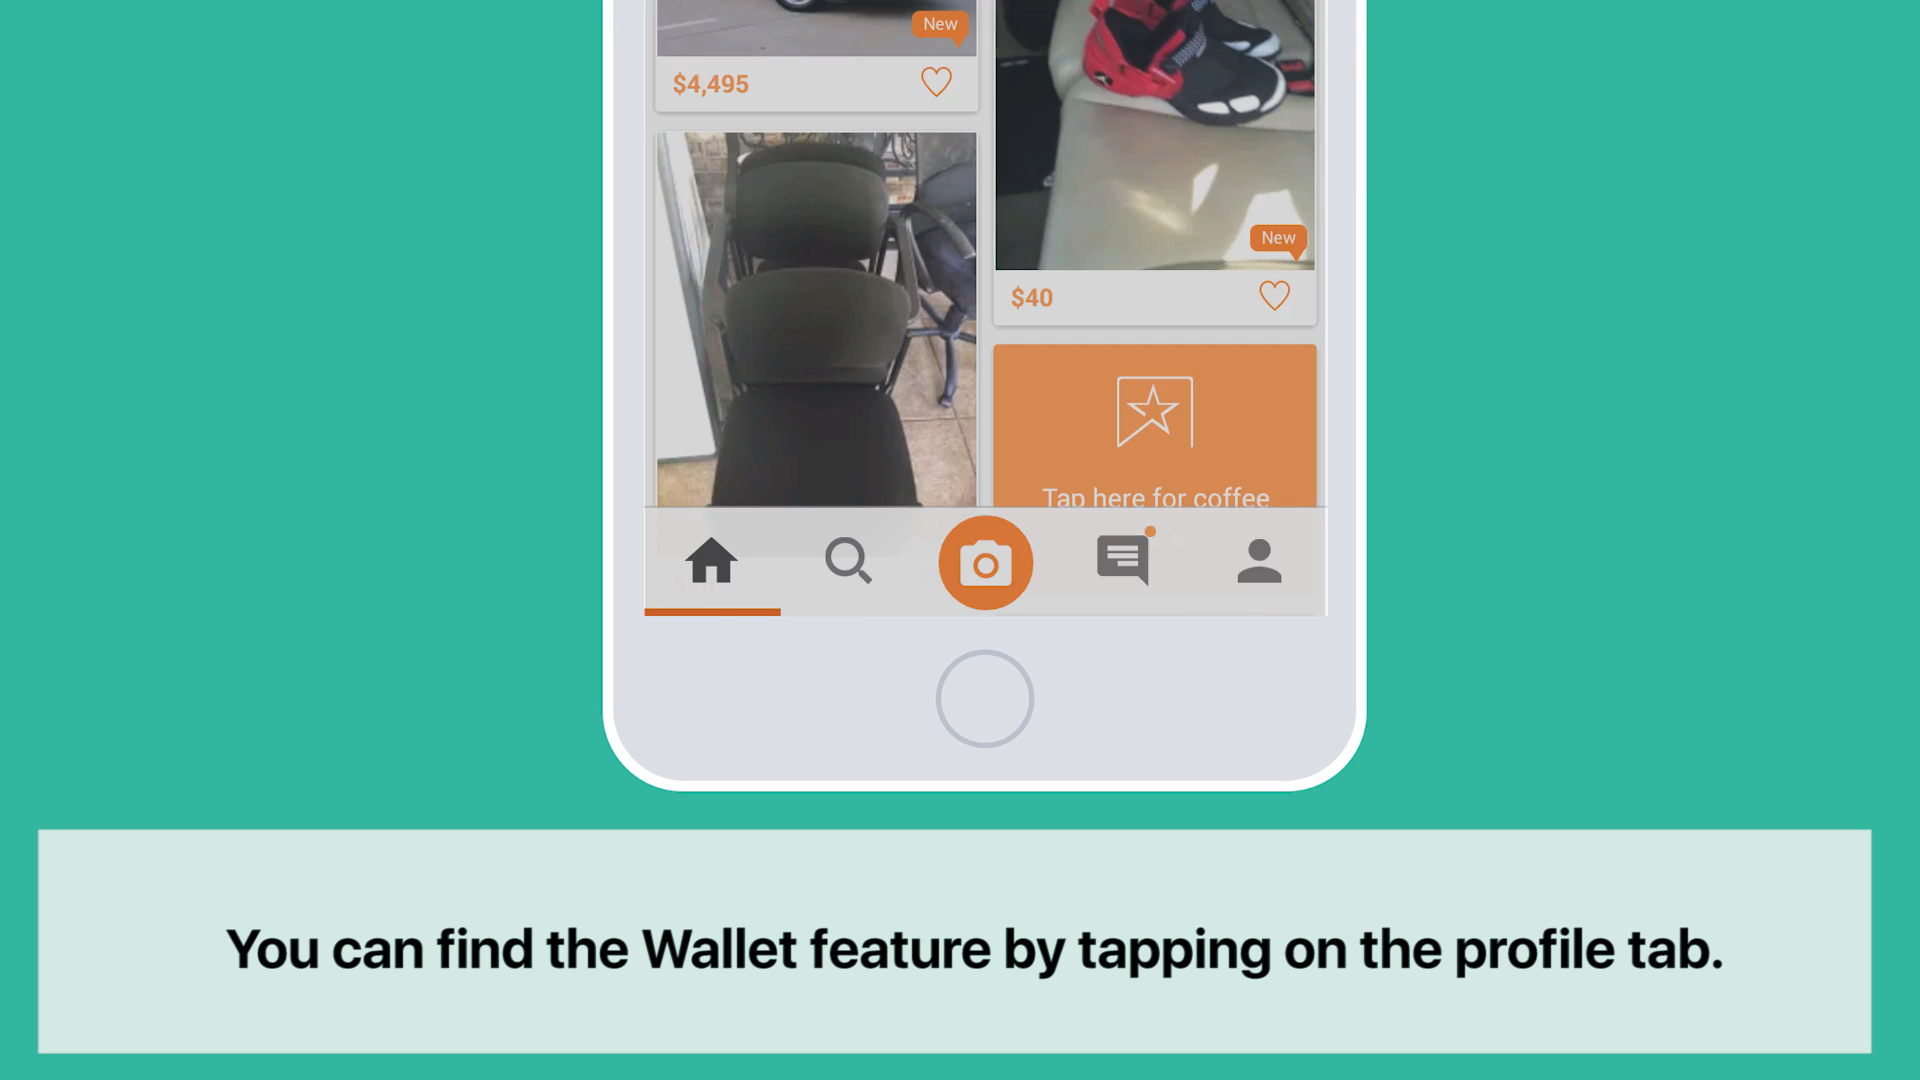 New
$4,495
New
$40
Tap here for coffee
You can find the Wallet feature by tapping on the profile tab.